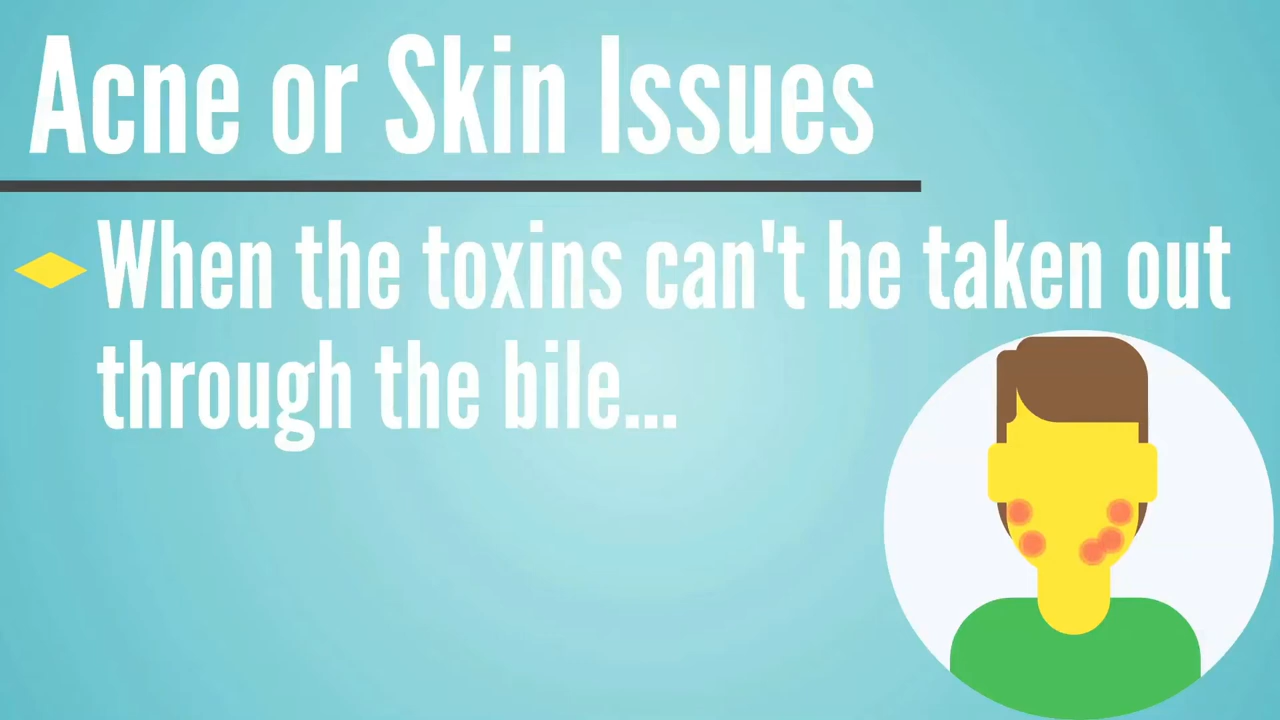 Acne or Skin Issues
When the toxins can't be taken out
through the bile...